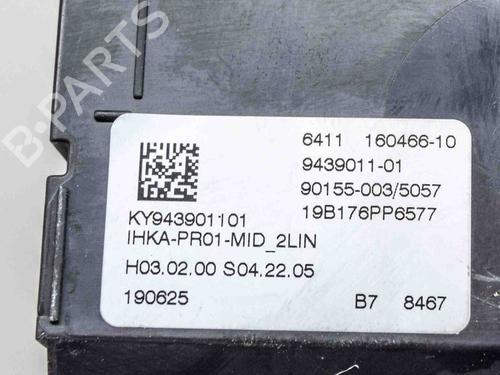 B-PARTS
6411 160466-10
9439011-01
90155-003/5057
19B176PP6577
KY943901101
IHKA-PR01-MID_2LIN
H03.02.00 S04.22.05
190625 B7 8467